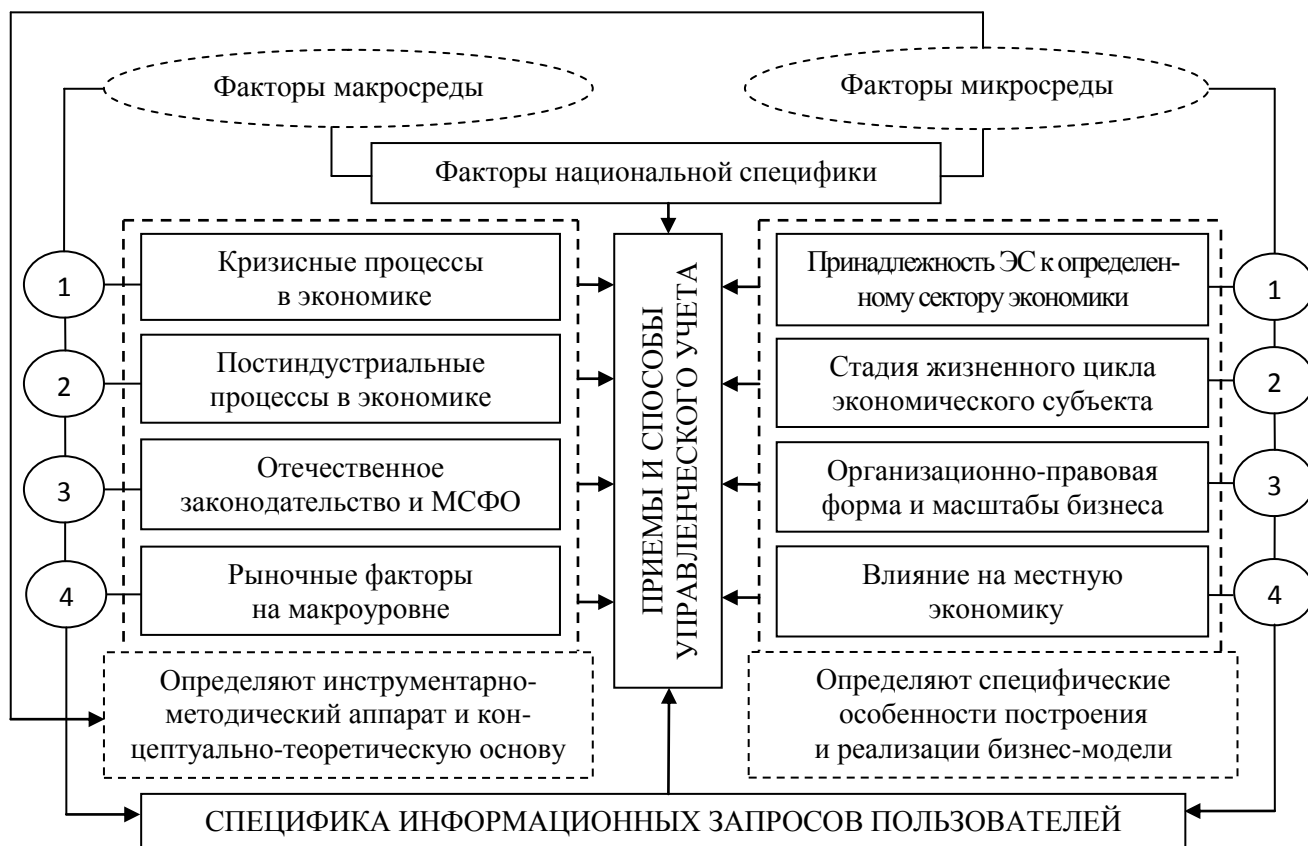 Факторы макросреды
Факторы микросреды
Факторы национальной специфики
1
Кризисные процессы
в экономике
2
Постиндустриальные
процессы в экономике
3
Отечественное
законодательство и МСФО
4
Рыночные факторы
на макроуровне
Определяют инструментарно-
методический аппарат и кон-
цептуально-теоретическую основу
ПРИЕМЫ И СПОСОБЫ
УПРАВЛЕНЧЕСКОГО УЧЕТА
Принадлежность ЭС к определен-
ному сектору экономики
1
Стадия жизненного цикла
экономического субъекта
2
Организационно-правовая
форма и масштабы бизнеса
3
Влияние на местную
экономику
4
Определяют специфические
особенности построения
и реализации бизнес-модели
СПЕЦИФИКА ИНФОРМАЦИОННЫХ ЗАПРОСОВ ПОЛЬЗОВАТЕЛЕЙ